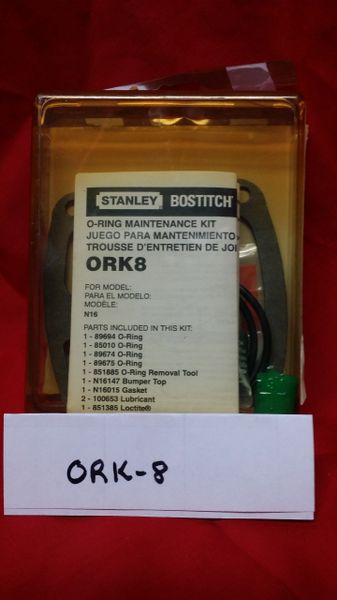 STANLEY BOSTITCH
O-RING MAINTENANCE KIT
JUEGO PARA MANTENIMIENTO
TROUSSE D'ENTRETIEN DE JOI
ORK8
FOR MODEL:
PARA EL MODELO:
MODÈLE:
N16
PARTS INCLUDED IN THIS KIT:
1 - 89694 O-Ring
1 - 85010 O-Ring
1 - 89674 O-Ring
1 - 89675 O-Ring
1 - 851885 O-Ring Removal Tool
1 - N16147 Bumper Top
1 - N16015 Gasket
2 - 100653 Lubricant
1 - 851385 Loctite®
ORK-8